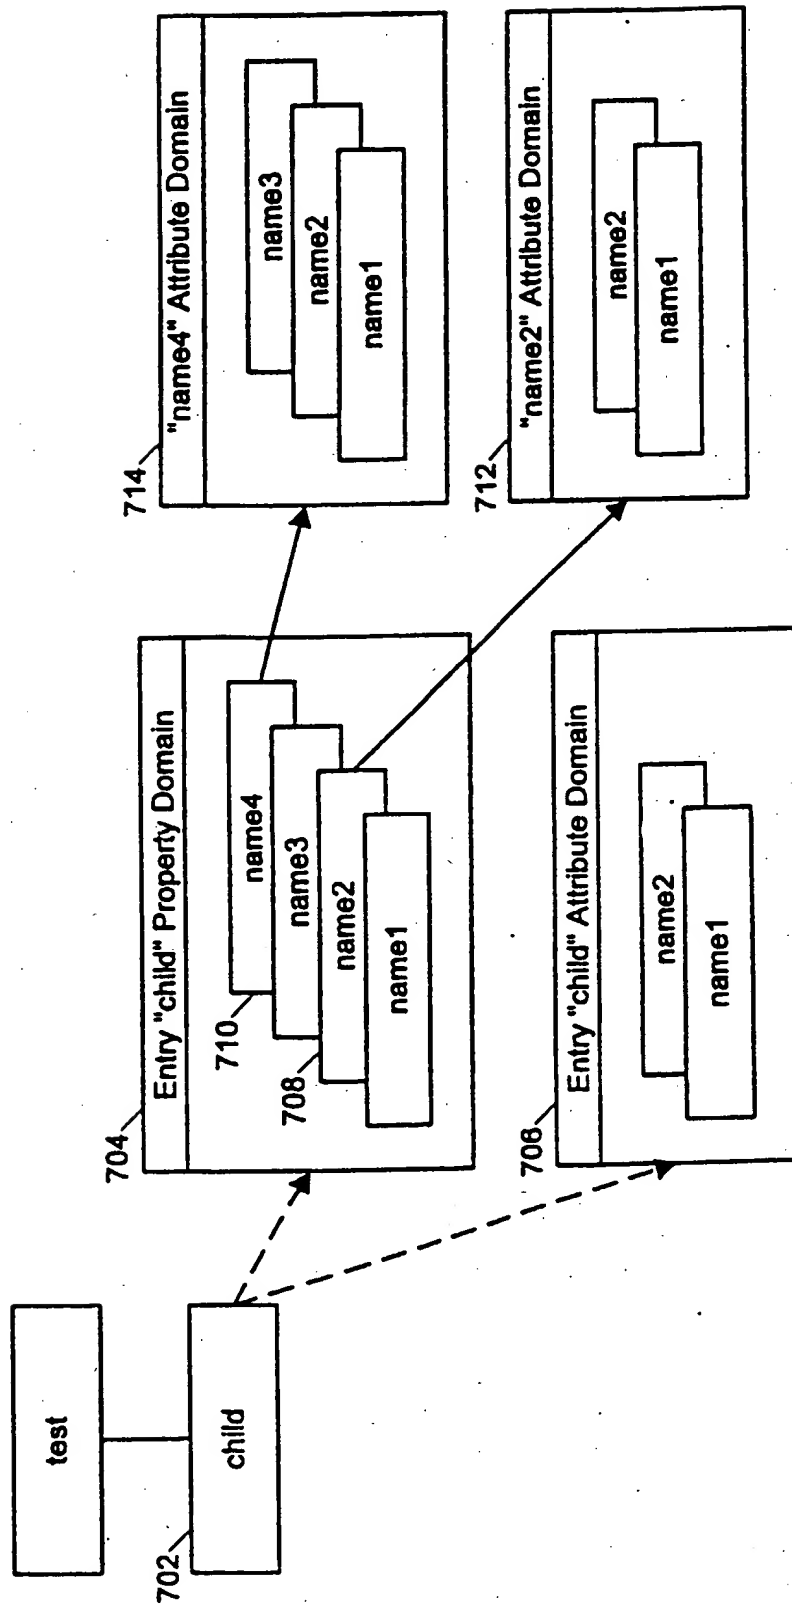 test
702
child
704
Entry "child" Property Domain
710
name4
name3
708
name2
name1
706
Entry "child" Attribute Domain
name2
name1
714
"name4" Attribute Domain
name3
name2
name1
712
"name2" Attribute Domain
name2
name1